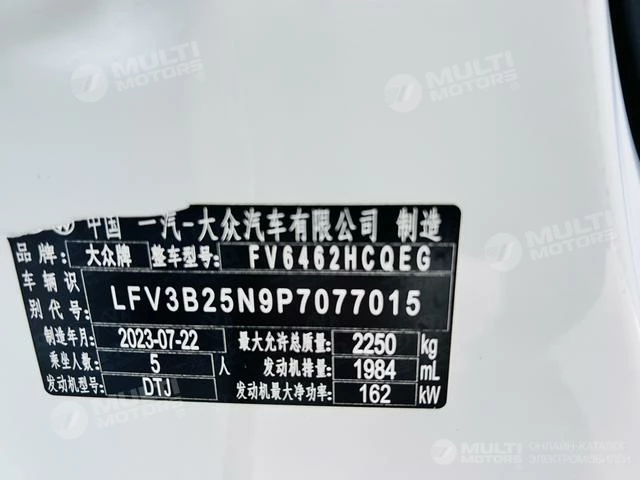 MULTI MOTORS
MULTI MOTORS
中国 一汽-大众汽车有限公司 制造
品牌: 大众牌 整车型号: FV6462HCQEG
车辆识别代号: LFV3B25N9P7077015
制造年月: 2023-07-22 最大允许总质量: 2250 kg
乘坐人数: 5 人 发动机排量: 1984 mL
发动机型号: DTJ 发动机最大净功率: 162 kW
MULTI MOTORS
MULTI MOTORS
ОНЛАЙН-КАТАЛОГ ЭЛЕКТРОМОБИЛЕЙ